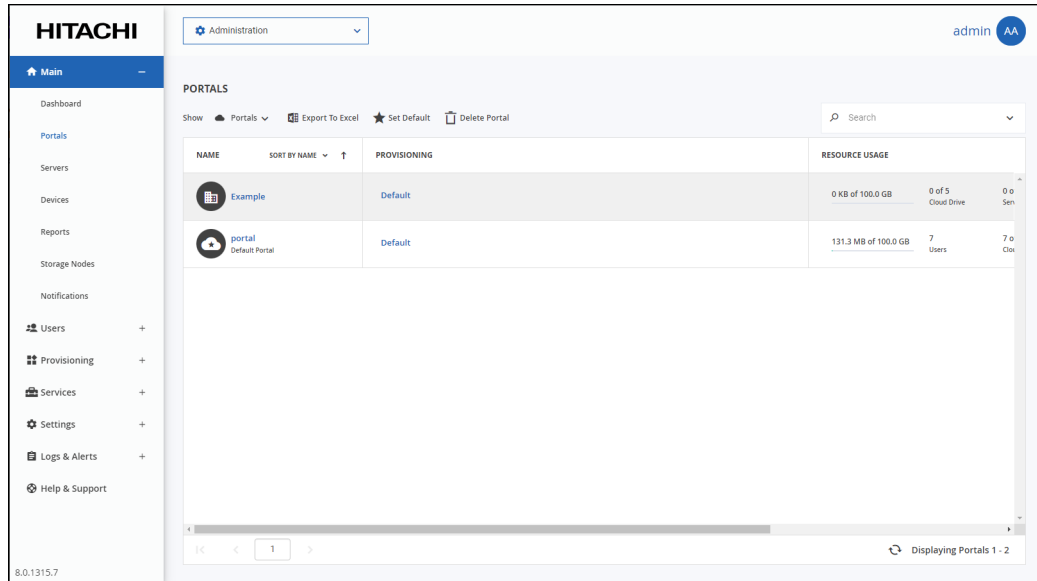 HITACHI
Administration
admin AA
Main
Dashboard
Portals
Servers
Devices
Reports
Storage Nodes
Notifications
Users
Provisioning
Services
Settings
Logs & Alerts
Help & Support
8.0.1315.7
PORTALS
Show Portals Export To Excel Set Default Delete Portal Search
NAME SORT BY NAME PROVISIONING RESOURCE USAGE
Example Default 0 KB of 100.0 GB 0 of 5
Cloud Drive
portal Default 131.3 MB of 100.0 GB 7
Default Portal Users
1 Displaying Portals 1 - 2